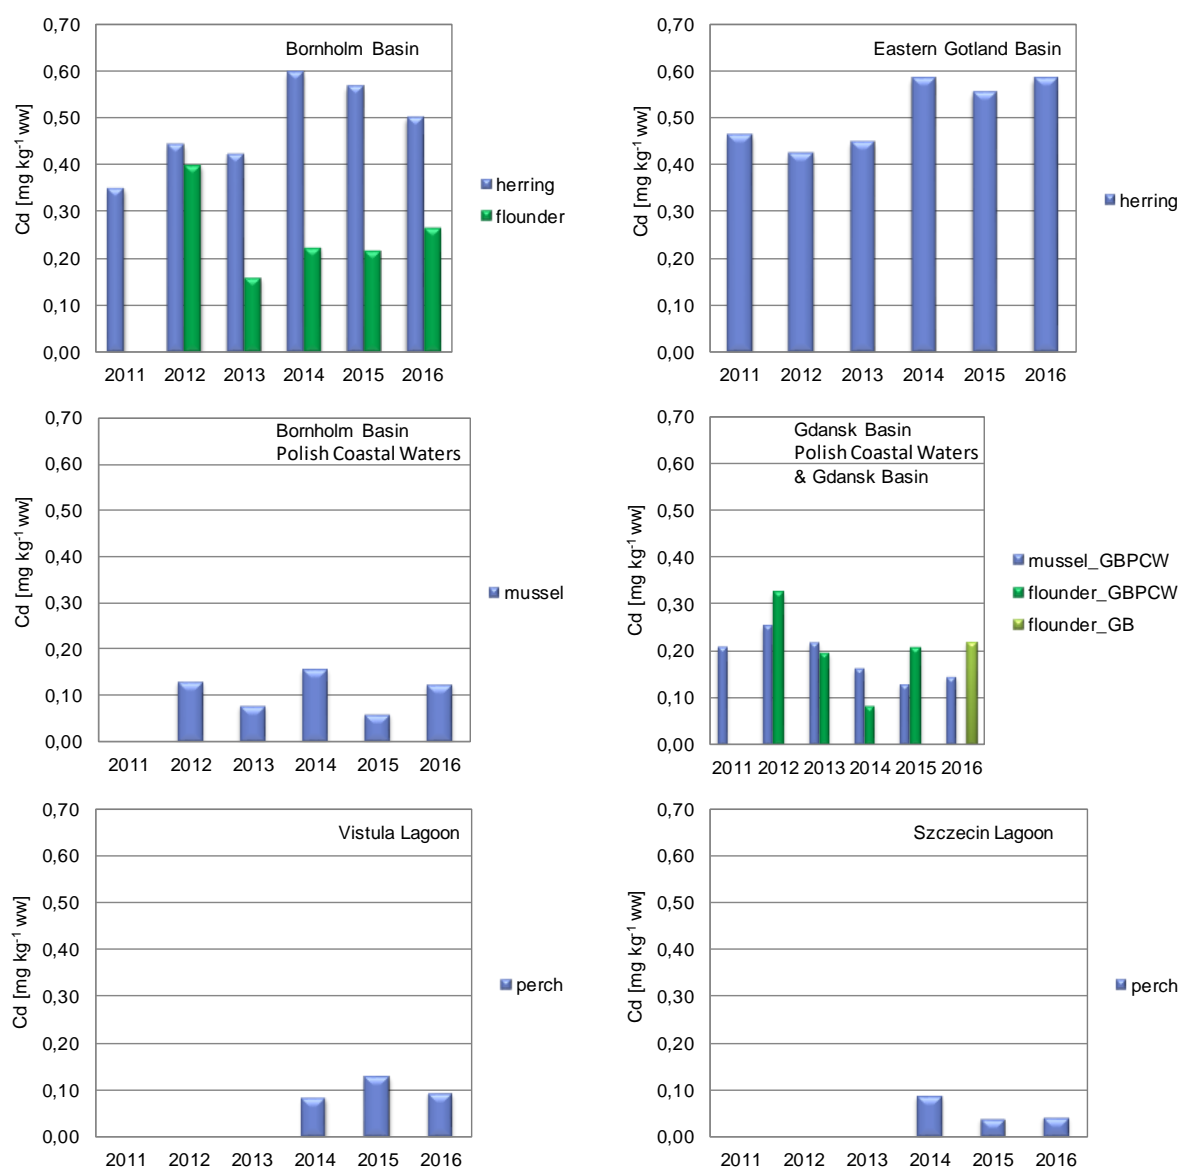 0,70
0,60
0,50
0,40
0,30
0,20
0,10
0,00
Cd [mg kg-1 ww]
Bornholm Basin
2011 2012 2013 2014 2015 2016
herring
flounder
0,70
0,60
0,50
0,40
0,30
0,20
0,10
0,00
Cd [mg kg-1 ww]
Eastern Gotland Basin
2011 2012 2013 2014 2015 2016
herring
0,70
0,60
0,50
0,40
0,30
0,20
0,10
0,00
Cd [mg kg-1 ww]
Bornholm Basin
Polish Coastal Waters
2011 2012 2013 2014 2015 2016
mussel
0,70
0,60
0,50
0,40
0,30
0,20
0,10
0,00
Cd [mg kg-1 ww]
Gdansk Basin
Polish Coastal Waters
& Gdansk Basin
2011 2012 2013 2014 2015 2016
mussel_GBPCW
flounder_GBPCW
flounder_GB
0,70
0,60
0,50
0,40
0,30
0,20
0,10
0,00
Cd [mg kg-1 ww]
Vistula Lagoon
2011 2012 2013 2014 2015 2016
perch
0,70
0,60
0,50
0,40
0,30
0,20
0,10
0,00
Cd [mg kg-1 ww]
Szczecin Lagoon
2011 2012 2013 2014 2015 2016
perch